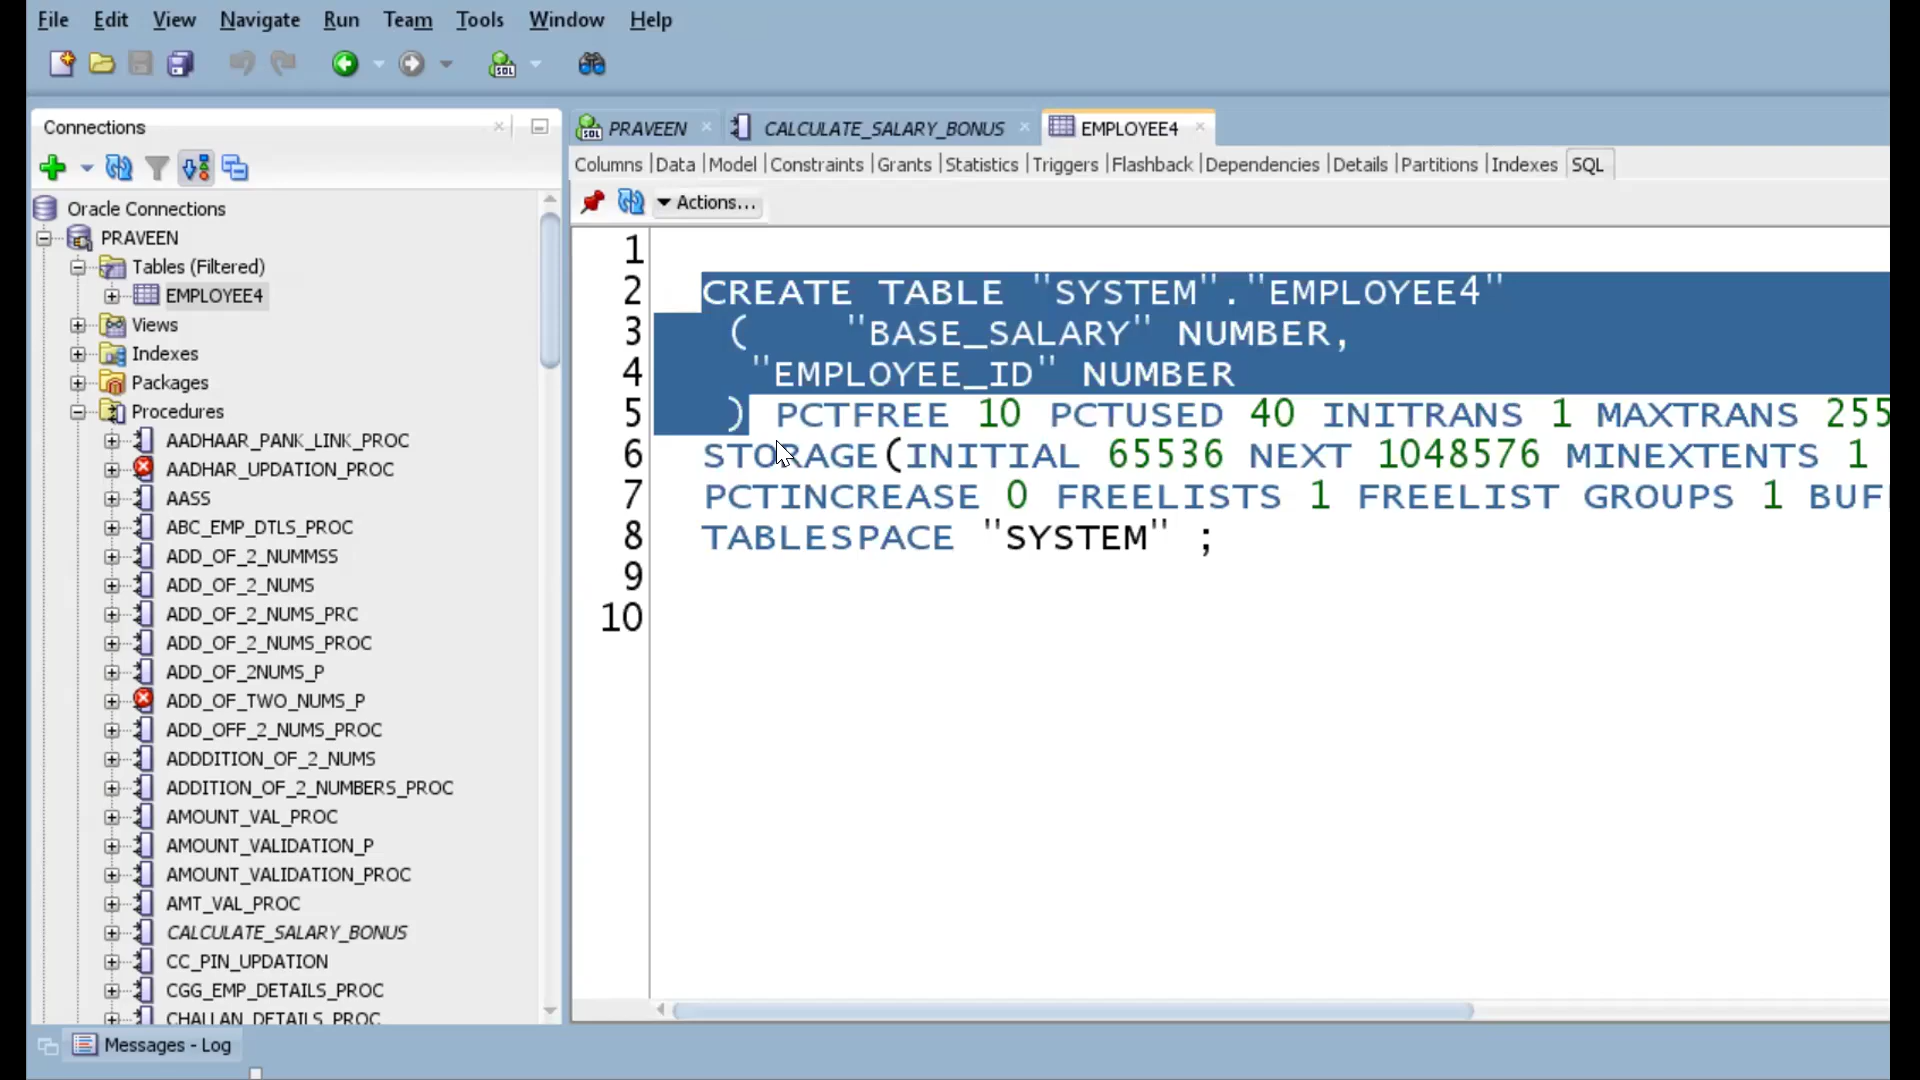 File Edit View Navigate Run Team Tools Window Help
SQL
Connections
PRAVEEN CALCULATE_SALARY_BONUS EMPLOYEE4
Columns | Data | Model | Constraints | Grants | Statistics | Triggers | Flashback | Dependencies | Details | Partitions | Indexes | SQL
Actions...
Oracle Connections
PRAVEEN
Tables (Filtered)
EMPLOYEE4
Views
Indexes
Packages
Procedures
AADHAAR_PANK_LINK_PROC
AADHAR_UPDATION_PROC
AASS
ABC_EMP_DTLS_PROC
ADD_OF_2_NUMMSS
ADD_OF_2_NUMS
ADD_OF_2_NUMS_PRC
ADD_OF_2_NUMS_PROC
ADD_OF_2NUMS_P
ADD_OF_TWO_NUMS_P
ADD_OFF_2_NUMS_PROC
ADDDITION_OF_2_NUMS
ADDITION_OF_2_NUMBERS_PROC
AMOUNT_VAL_PROC
AMOUNT_VALIDATION_P
AMOUNT_VALIDATION_PROC
AMT_VAL_PROC
CALCULATE_SALARY_BONUS
CC_PIN_UPDATION
CGG_EMP_DETAILS_PROC
CHALLAN_DETAILS_PROC
1
2 CREATE TABLE "SYSTEM"."EMPLOYEE4"
3 ( "BASE_SALARY" NUMBER,
4 "EMPLOYEE_ID" NUMBER
5 ) PCTFREE 10 PCTUSED 40 INITRANS 1 MAXTRANS 255
6 STORAGE(INITIAL 65536 NEXT 1048576 MINEXTENTS 1
7 PCTINCREASE 0 FREELISTS 1 FREELIST GROUPS 1 BUF
8 TABLESPACE "SYSTEM" ;
9
10
Messages - Log